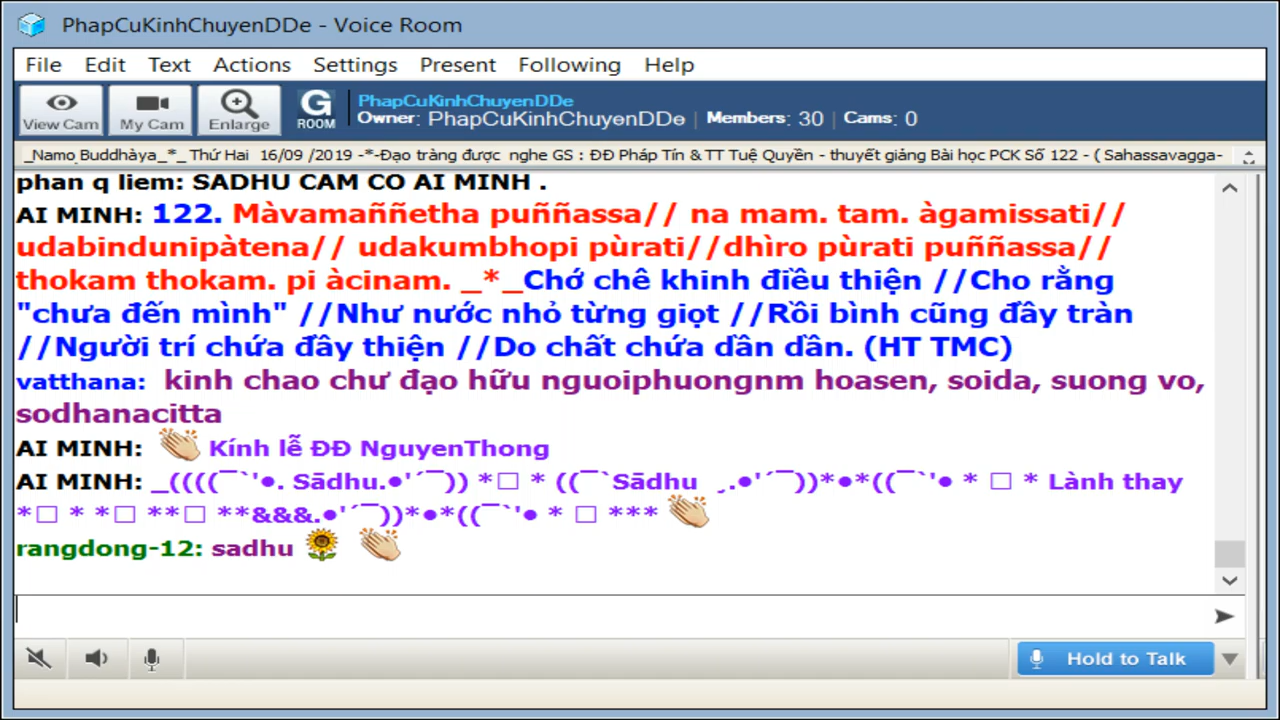 PhapCuKinhChuyenDDe - Voice Room
File Edit Text Actions Settings Present Following Help
View Cam My Cam Enlarge G ROOM PhapCuKinhChuyenDDe
Owner: PhapCuKinhChuyenDDe | Members: 30 | Cams: 0
_Namo Buddhàya_*_ Thứ Hai 16/09 /2019 -*-Đạo tràng được nghe GS : ĐĐ Pháp Tín & TT Tuệ Quyền - thuyết giảng Bài học PCK Số 122 - ( Sahassavagga-
phan q liem: SADHU CAM CO AI MINH .
AI MINH: 122. Màvamaññetha puññassa// na mam. tam. àgamissati//
udabindunipàtena// udakumbhopi pùrati//dhìro pùrati puññassa//
thokam thokam. pi àcinam. _*_Chớ chê khinh điều thiện //Cho rằng
"chưa đến mình" //Như nước nhỏ từng giọt //Rồi bình cũng đầy tràn
//Người trí chứa đầy thiện //Do chất chứa dần dần. (HT TMC)
vatthana: kinh chao chư đạo hữu nguoiphuongnm hoasen, soida, suong vo,
sodhanacitta
AI MINH: Kính lễ ĐĐ NguyenThong
AI MINH: _((((¯`'●. Sādhu.●'´¯)) *□ * ((¯`Sādhu ¸.●'´¯))*●*((¯`'● * □ * Lành thay
*□ * *□ **□ **&&&.●'´¯))*●*((¯`'● * □ ***
rangdong-12: sadhu
Hold to Talk